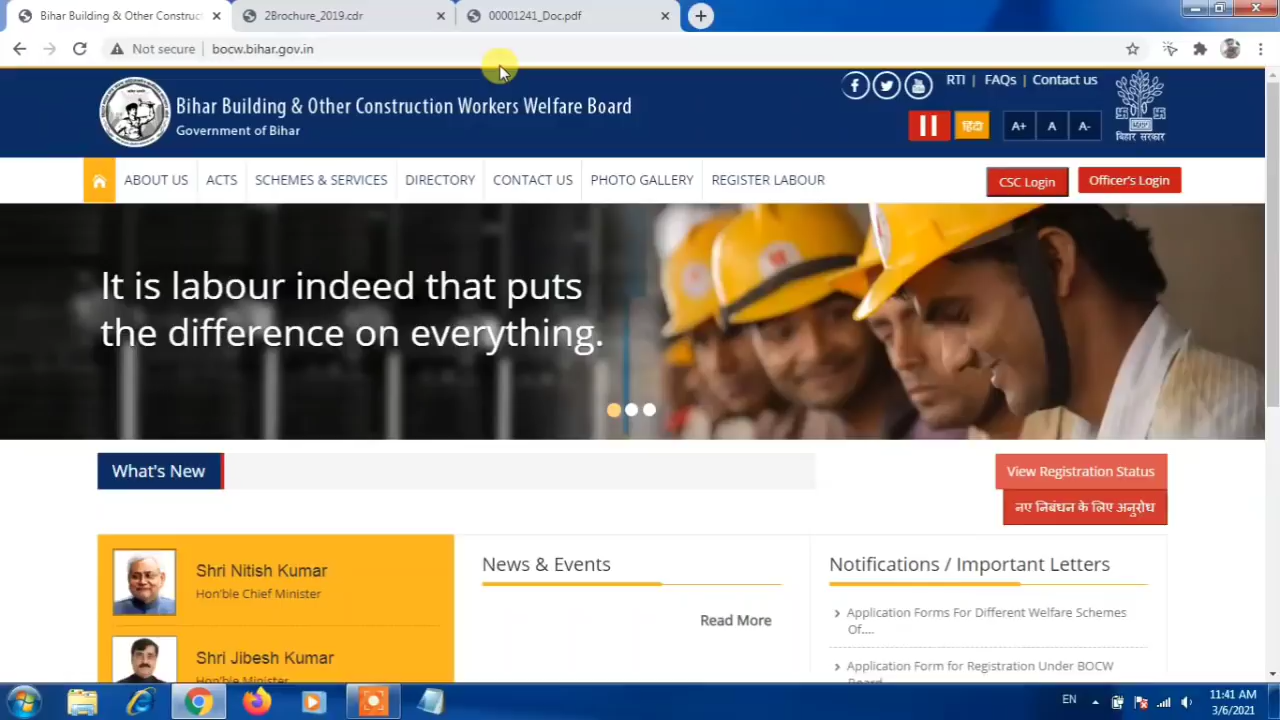 Bihar Building & Other Construct
2Brochure_2019.cdr
00001241_Doc.pdf
Not secure
bocw.bihar.gov.in
Bihar Building & Other Construction Workers Welfare Board
Government of Bihar
RTI | FAQs | Contact us
हिंदी
A+
A
A-
बिहार सरकार
ABOUT US
ACTS
SCHEMES & SERVICES
DIRECTORY
CONTACT US
PHOTO GALLERY
REGISTER LABOUR
CSC Login
Officer's Login
It is labour indeed that puts
the difference on everything.
What's New
View Registration Status
नए निबंधन के लिए अनुरोध
Shri Nitish Kumar
Hon'ble Chief Minister
Shri Jibesh Kumar
Hon'ble Minister
News & Events
Read More
Notifications / Important Letters
Application Forms For Different Welfare Schemes
Of....
Application Form for Registration Under BOCW
Board
EN
11:41 AM
3/6/2021